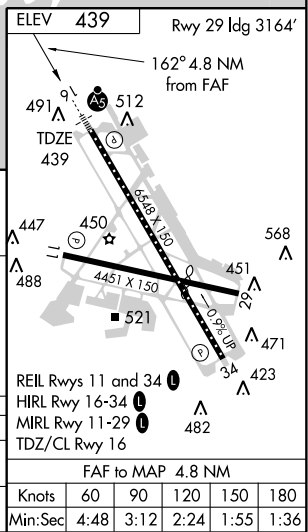 ELEV 439
Rwy 29 ldg 3164'
162° 4.8 NM
from FAF
16
A5
491
512
TDZE
439
P
6548 X 150
447
450
P
568
11
488
4451 X 150
451
29
521
0.9% UP
471
P
34
423
REIL Rwys 11 and 34 L
HIRL Rwy 16-34 L
MIRL Rwy 11-29 L
482
TDZ/CL Rwy 16
FAF to MAP 4.8 NM
Knots 60 90 120 150 180
Min:Sec 4:48 3:12 2:24 1:55 1:36